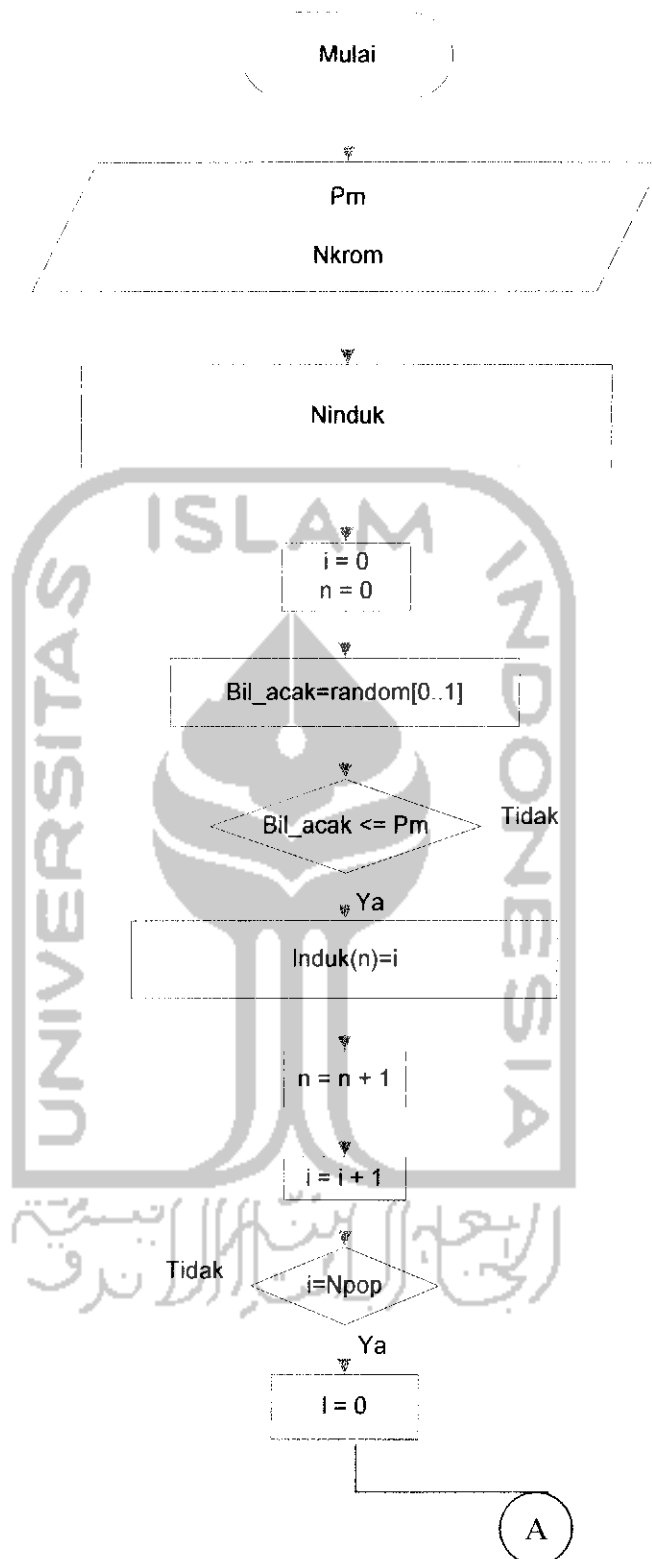 Mulai
Pm
Nkrom
Ninduk
ISLAM
UNIVERSITAS
INDONESIA
i = 0
n = 0
Bil_acak=random[0..1]
Bil_acak <= Pm
Tidak
Ya
Induk(n)=i
n = n + 1
i = i + 1
Tidak
i=Npop
Ya
I = 0
A